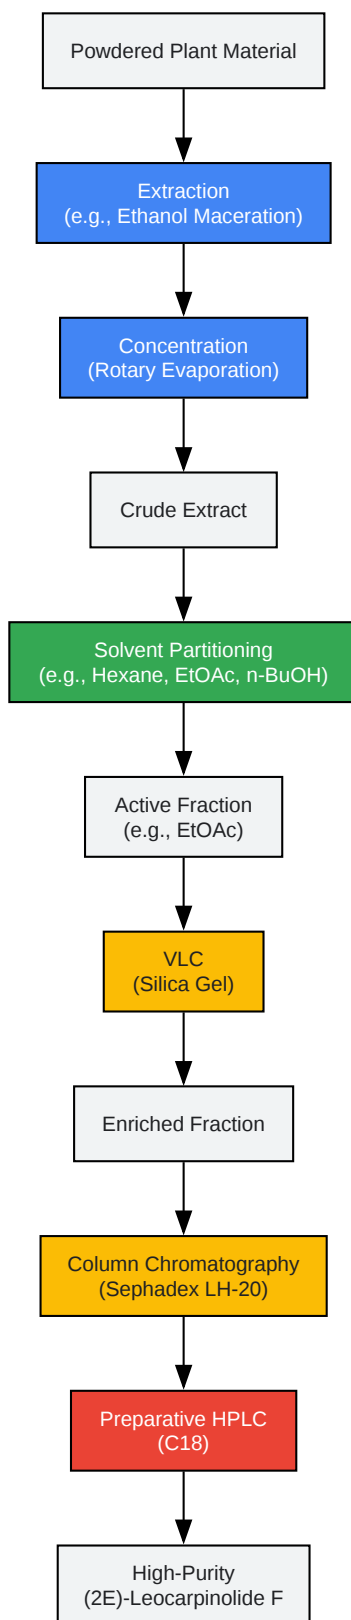 Powdered Plant Material
Extraction
(e.g., Ethanol Maceration)
Concentration
(Rotary Evaporation)
Crude Extract
Solvent Partitioning
(e.g., Hexane, EtOAc, n-BuOH)
Active Fraction
(e.g., EtOAc)
VLC
(Silica Gel)
Enriched Fraction
Column Chromatography
(Sephadex LH-20)
Preparative HPLC
(C18)
High-Purity
(2E)-Leocarpinolide F